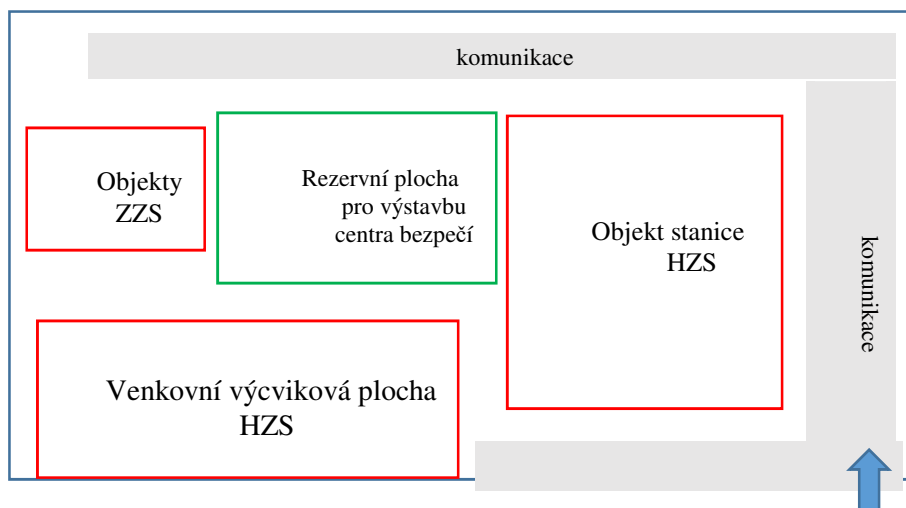 komunikace
Objekty
ZZS
Rezervní plocha
pro výstavbu
centra bezpečí
Objekt stanice
HZS
komunikace
Venkovní výcviková plocha
HZS